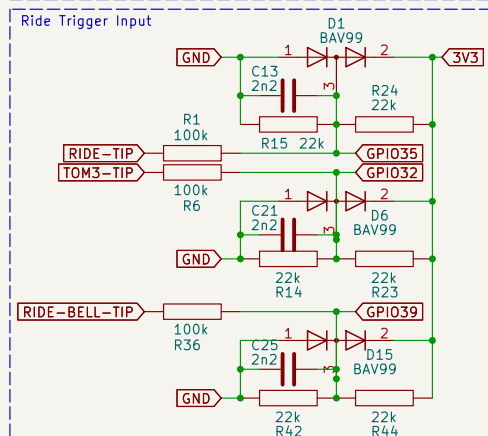 Ride Trigger Input
D1
BAV99
GND
1
2
3V3
C13
2n2
3
R24
22k
R1
100k
R15 22k
RIDE-TIP
GPIO35
TOM3-TIP
GPIO32
100k
R6
C21
2n2
1
2
3
D6
BAV99
GND
22k
R14
22k
R23
RIDE-BELL-TIP
GPIO39
100k
R36
C25
2n2
1
2
3
D15
BAV99
GND
22k
R42
22k
R44